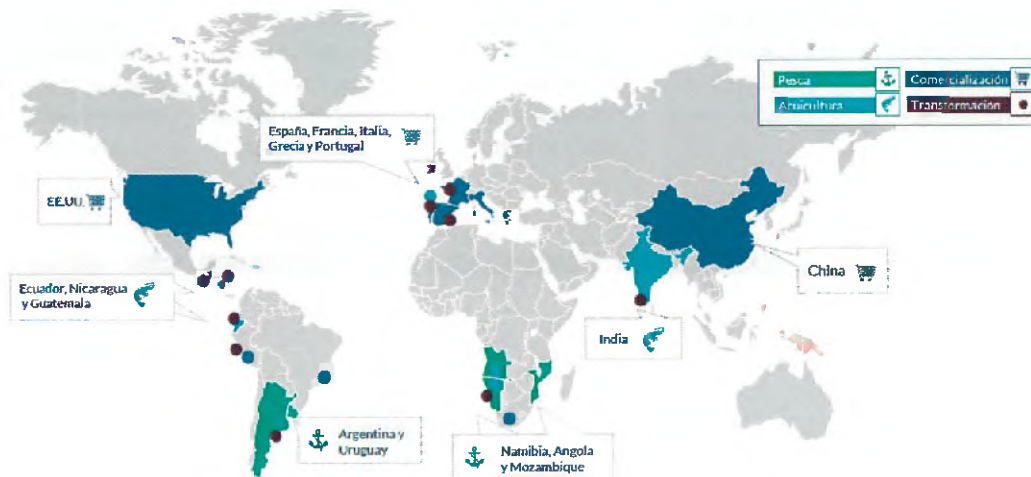 Pesca
Comercialización
Acuicultura
Transformación
España, Francia, Italia,
Grecia y Portugal
EE.UU.
China
Ecuador, Nicaragua
y Guatemala
India
Argentina y
Uruguay
Namibia, Angola
y Mozambique